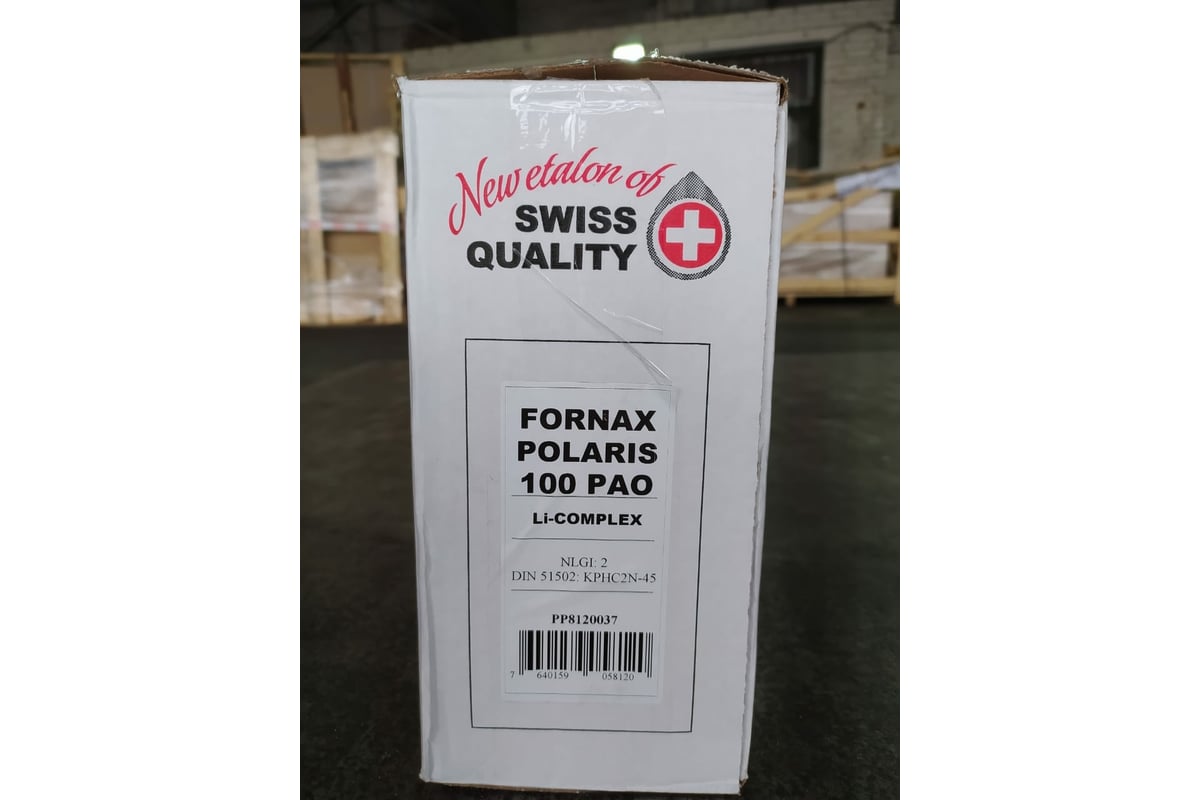 New etalon of
SWISS
QUALITY
FORNAX
POLARIS
100 PAO
Li-COMPLEX
NLGI: 2
DIN 51502: KPHC2N-45
PP8120037
7 640159 058120